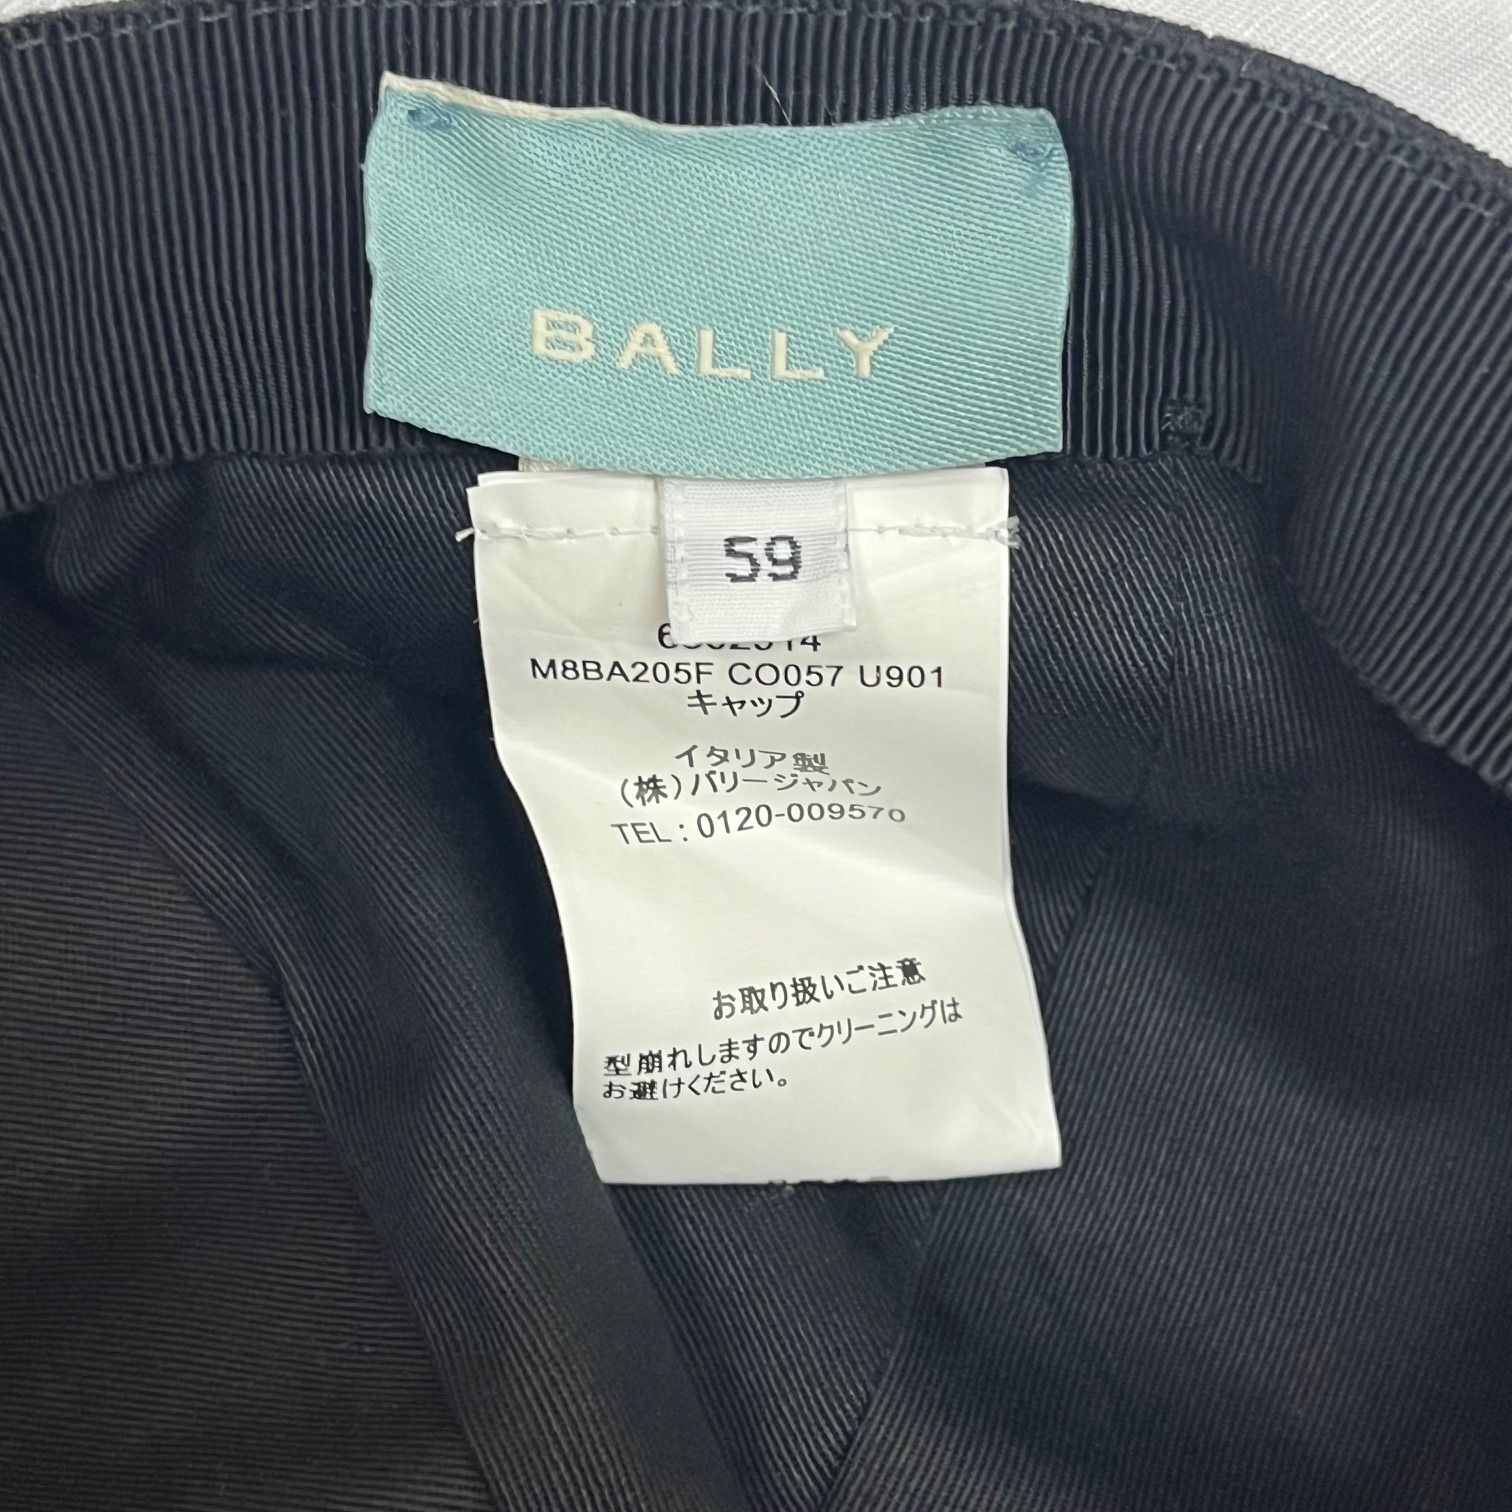 BALLY
59
M8BA205F CO057 U901
キャップ
イタリア製
(株)バリージャパン
TEL : 0120-009570
お取り扱いご注意
型崩れしますのでクリーニングは
お避けください。